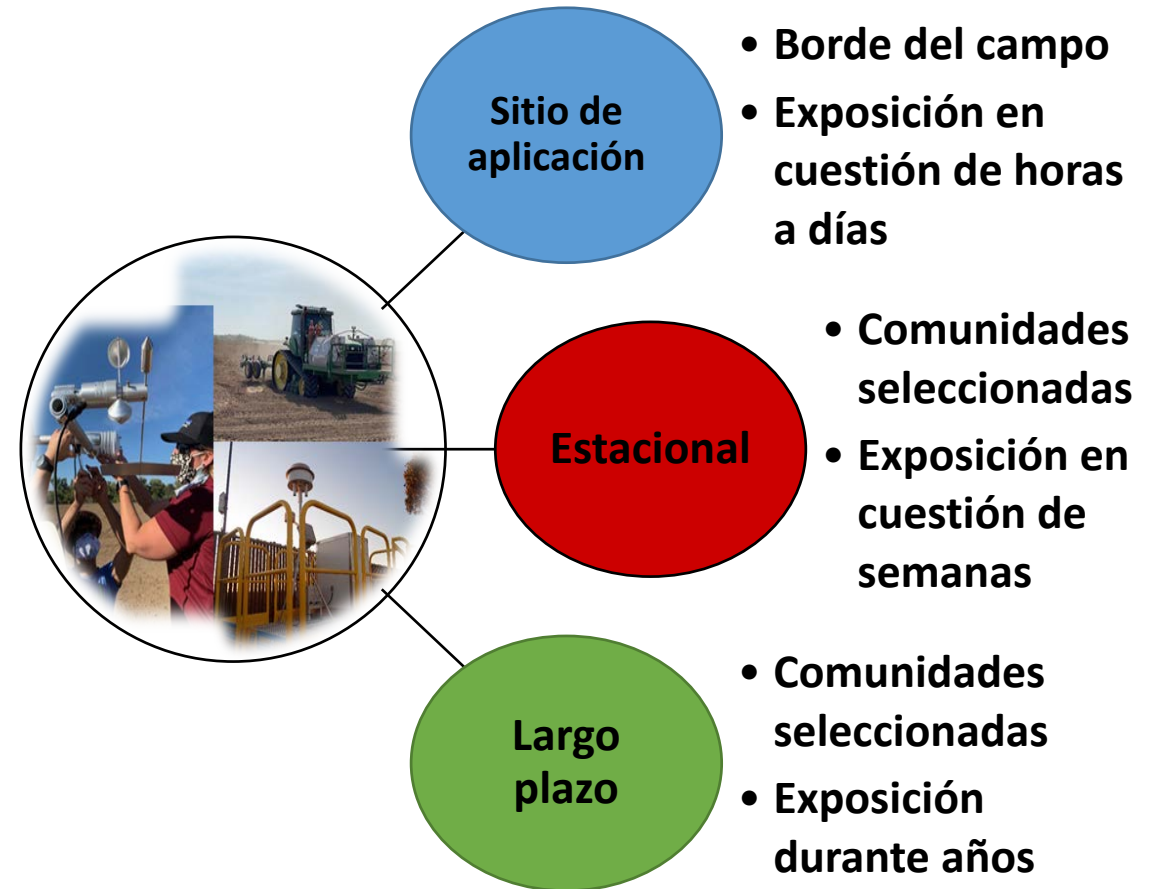 Sitio de
aplicación
• Borde del campo
• Exposición en
cuestión de horas
a días
Estacional
• Comunidades
seleccionadas
• Exposición en
cuestión de
semanas
Largo
plazo
• Comunidades
seleccionadas
• Exposición
durante años